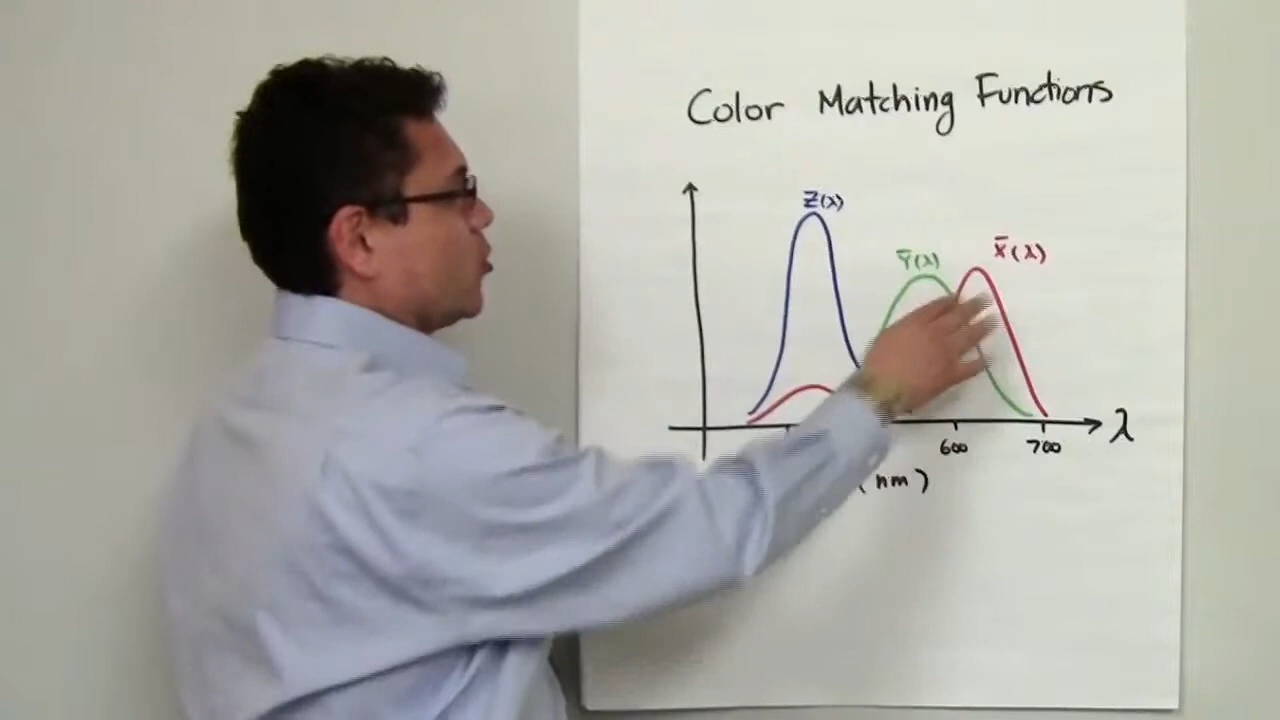 Color Matching Functions
Z(λ)
Ȳ(λ)
X̄(λ)
600
700
λ
(nm)